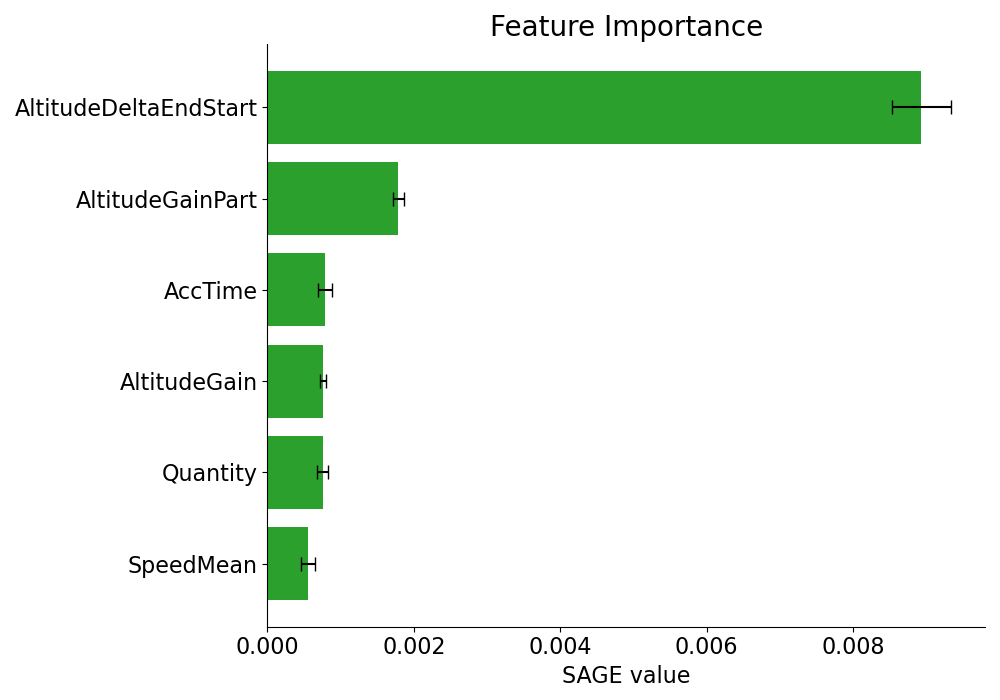 Feature Importance
AltitudeDeltaEndStart
AltitudeGainPart
AccTime
AltitudeGain
Quantity
SpeedMean
0.000 0.002 0.004 0.006 0.008
SAGE value